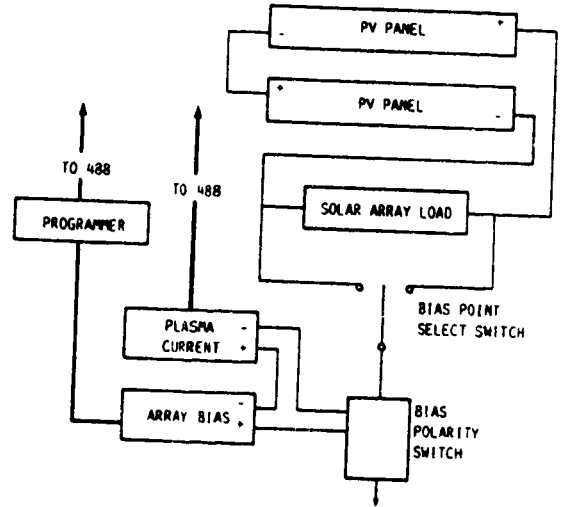 PV PANEL
-
+
PV PANEL
+
-
TO 488
TO 488
SOLAR ARRAY LOAD
PROGRAMMER
BIAS POINT
SELECT SWITCH
PLASMA
CURRENT
-
+
ARRAY BIAS
-
+
BIAS
POLARITY
SWITCH